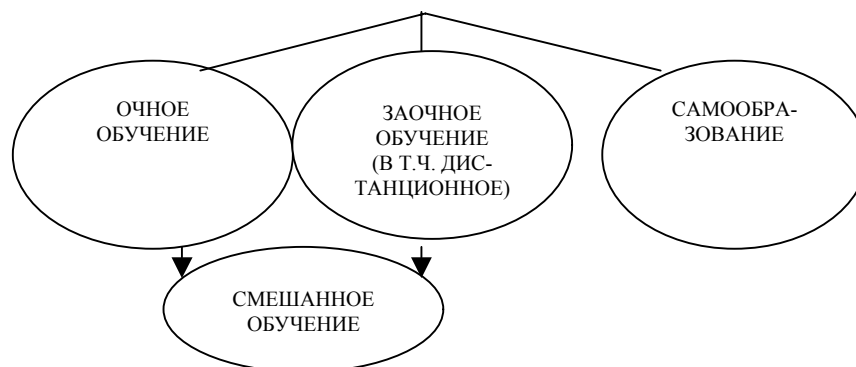 ОЧНОЕ
ОБУЧЕНИЕ
ЗАОЧНОЕ
ОБУЧЕНИЕ
(В Т.Ч. ДИС-
ТАНЦИОННОЕ)
САМООБРА-
ЗОВАНИЕ
СМЕШАННОЕ
ОБУЧЕНИЕ